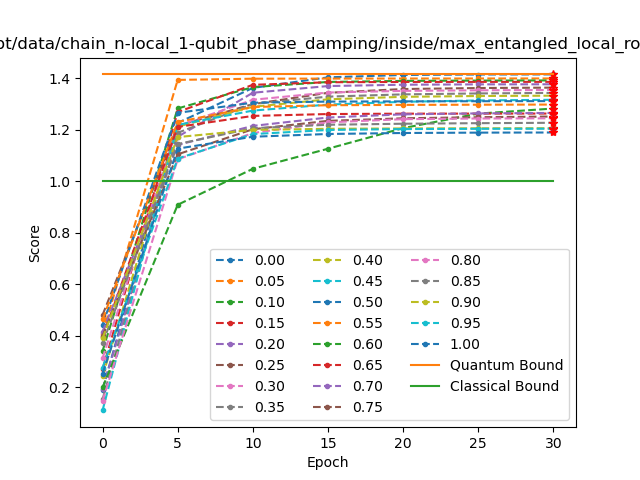 pt/data/chain_n-local_1-qubit_phase_damping/inside/max_entangled_local_ro
1.4
1.2
1.0
0.8
0.6
0.4
0.2
Score
0 5 10 15 20 25 30
Epoch
0.00 0.40 0.80
0.05 0.45 0.85
0.10 0.50 0.90
0.15 0.55 0.95
0.20 0.60 1.00
0.25 0.65 Quantum Bound
0.30 0.70 Classical Bound
0.35 0.75